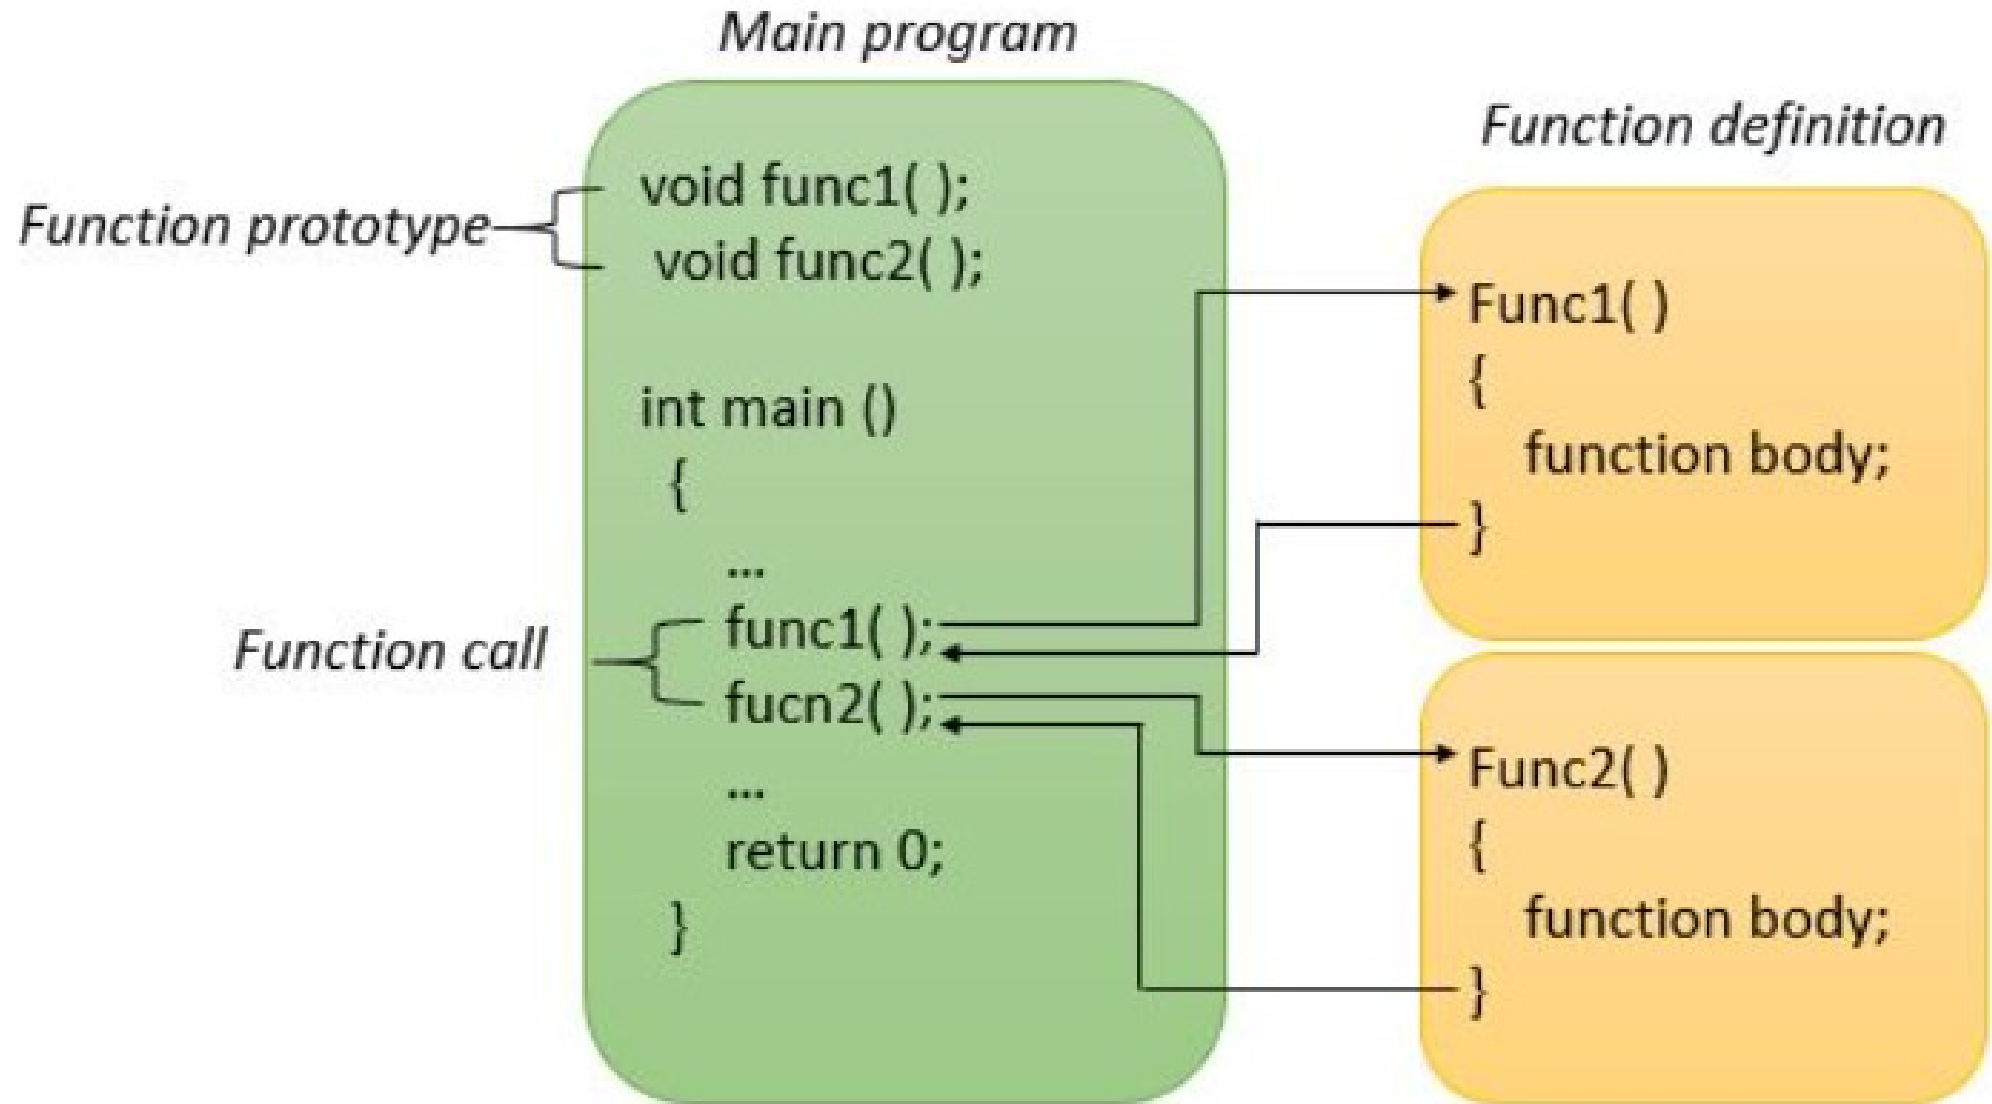 Main program
Function prototype
void func1( );
void func2( );
int main ()
{
...
Function call
func1( );
fucn2( );
...
return 0;
}
Function definition
Func1( )
{
function body;
}
Func2( )
{
function body;
}